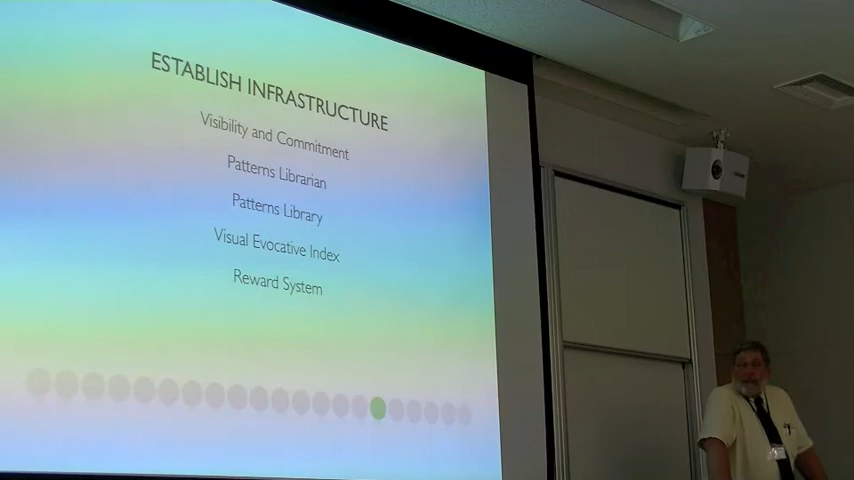 ESTABLISH INFRASTRUCTURE
Visibility and Commitment
Patterns Librarian
Patterns Library
Visual Evocative Index
Reward System